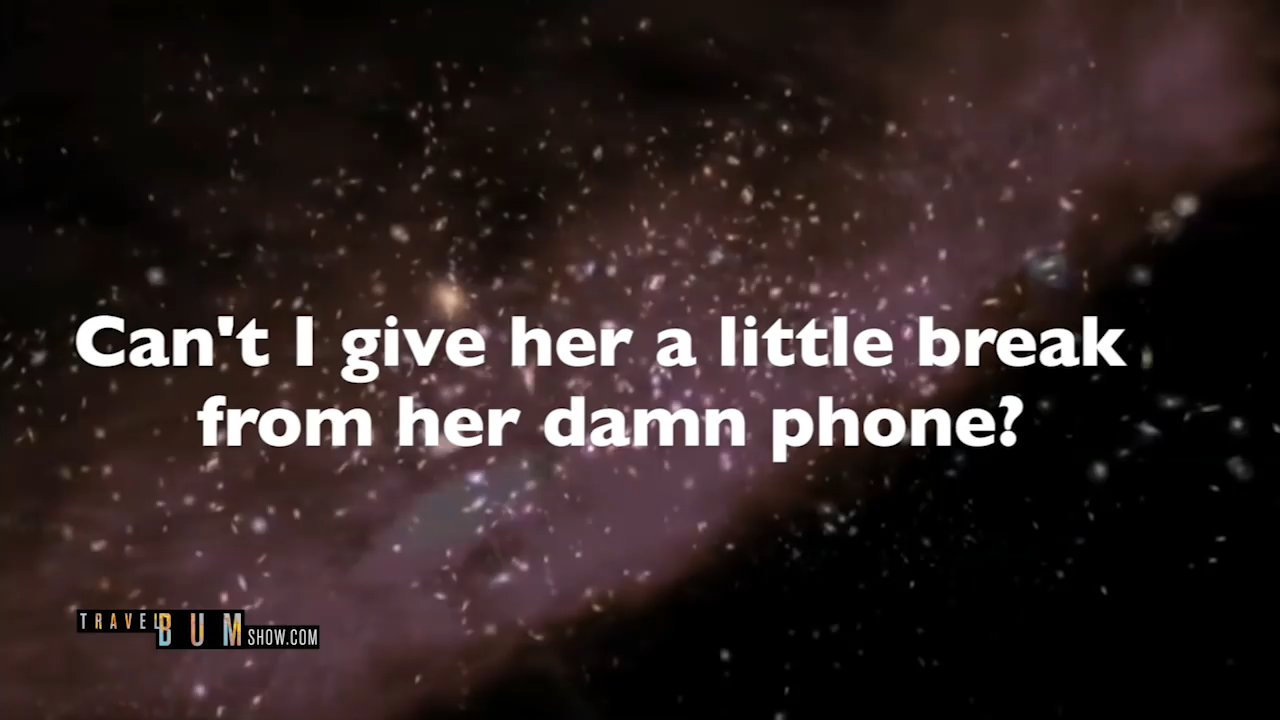 Can't I give her a little break
from her damn phone?
TRAVEL BUM SHOW.COM